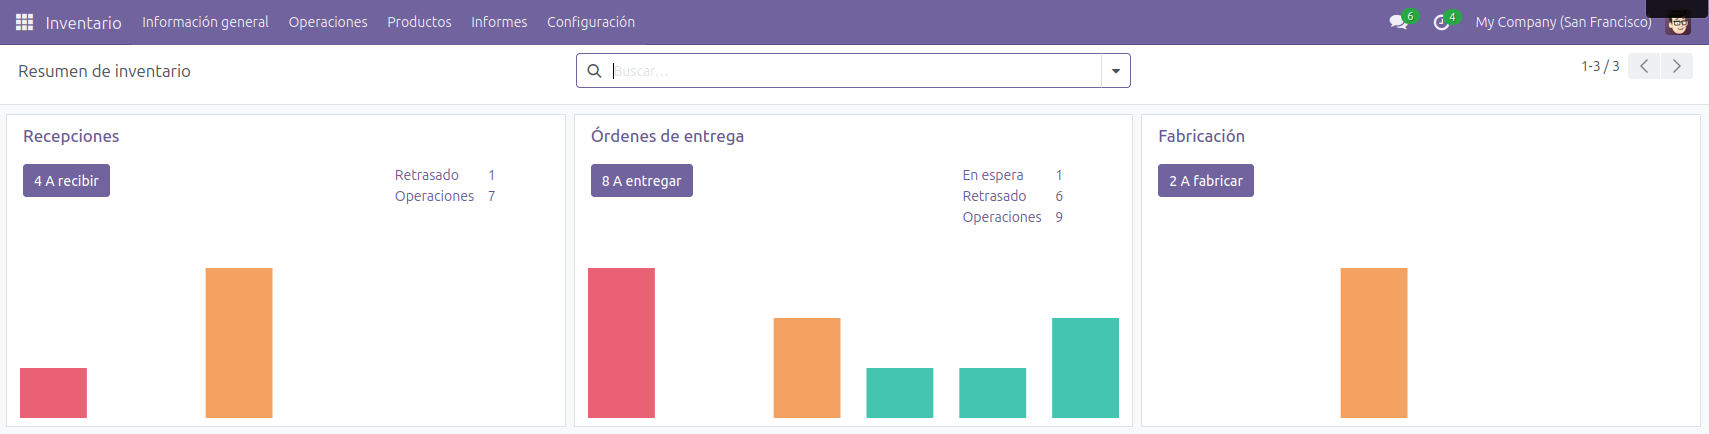 Inventario Información general Operaciones Productos Informes Configuración 6 4 My Company (San Francisco)
Resumen de inventario Buscar... 1-3 / 3
Recepciones
4 A recibir
Retrasado 1
Operaciones 7
Órdenes de entrega
8 A entregar
En espera 1
Retrasado 6
Operaciones 9
Fabricación
2 A fabricar